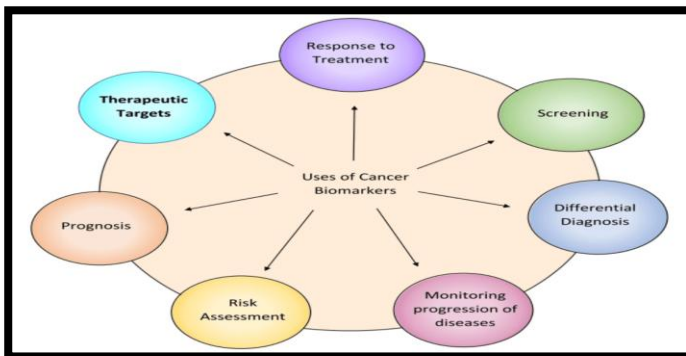 Response to
Treatment
Therapeutic
Targets
Screening
Uses of Cancer
Biomarkers
Prognosis
Differential
Diagnosis
Risk
Assessment
Monitoring
progression of
diseases